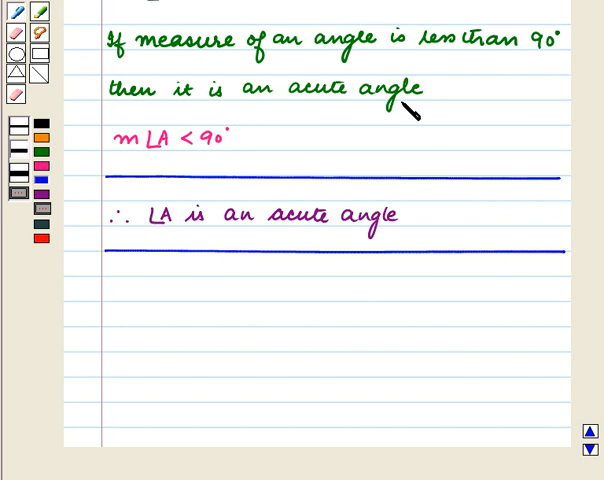 If measure of an angle is less than 90°
then it is an acute angle
m∠A < 90°
∴ ∠A is an acute angle